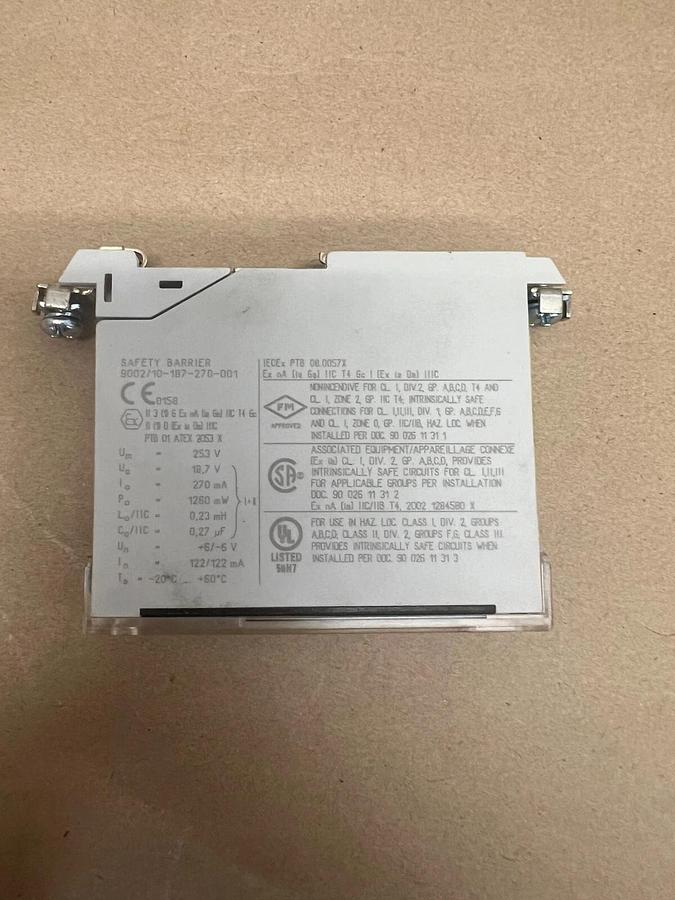 SAFETY BARRIER
9002/10-187-270-001
CE 0158
Ex II 3 (1) G Ex nA [ia Ga] IIC T4 Gc
II (1) D [Ex ia Da] IIIC
PTB 01 ATEX 2053 X
Um = 253 V
Uo = 18,7 V
Io = 270 mA
Po = 1260 mW
Lo/IIC = 0,23 mH
Co/IIC = 0,27 µF
I+II
Un = +6/-6 V
In = 122/122 mA
Ta = -20°C ... +60°C
IECEx PTB 08.0057X
Ex nA [ia Ga] IIC T4 Gc | [Ex ia Da] IIIC
FM
APPROVED
NONINCENDIVE FOR CL. I, DIV.2, GP. A,B,C,D, T4 AND
CL. I, ZONE 2, GP. IIC T4; INTRINSICALLY SAFE
CONNECTIONS FOR CL. I,II,III, DIV. 1, GP. A,B,C,D,E,F,G
AND CL. I, ZONE 0, GP. IIC/IIB, HAZ. LOC. WHEN
INSTALLED PER DOC. 90 026 11 31 1
SA
ASSOCIATED EQUIPMENT/APPAREILLAGE CONNEXE
[Ex ia] CL. I, DIV. 2, GP. A,B,C,D, PROVIDES
INTRINSICALLY SAFE CIRCUITS FOR CL. I,II,III
FOR APPLICABLE GROUPS PER INSTALLATION
DOC. 90 026 11 31 2
Ex nA [ia] IIC/IIB T4, 2002 1284580 X
UL
LISTED
50H7
FOR USE IN HAZ. LOC. CLASS I, DIV. 2, GROUPS
A,B,C,D, CLASS II, DIV. 2, GROUPS F,G, CLASS III.
PROVIDES INTRINSICALLY SAFE CIRCUITS WHEN
INSTALLED PER DOC. 90 026 11 31 3